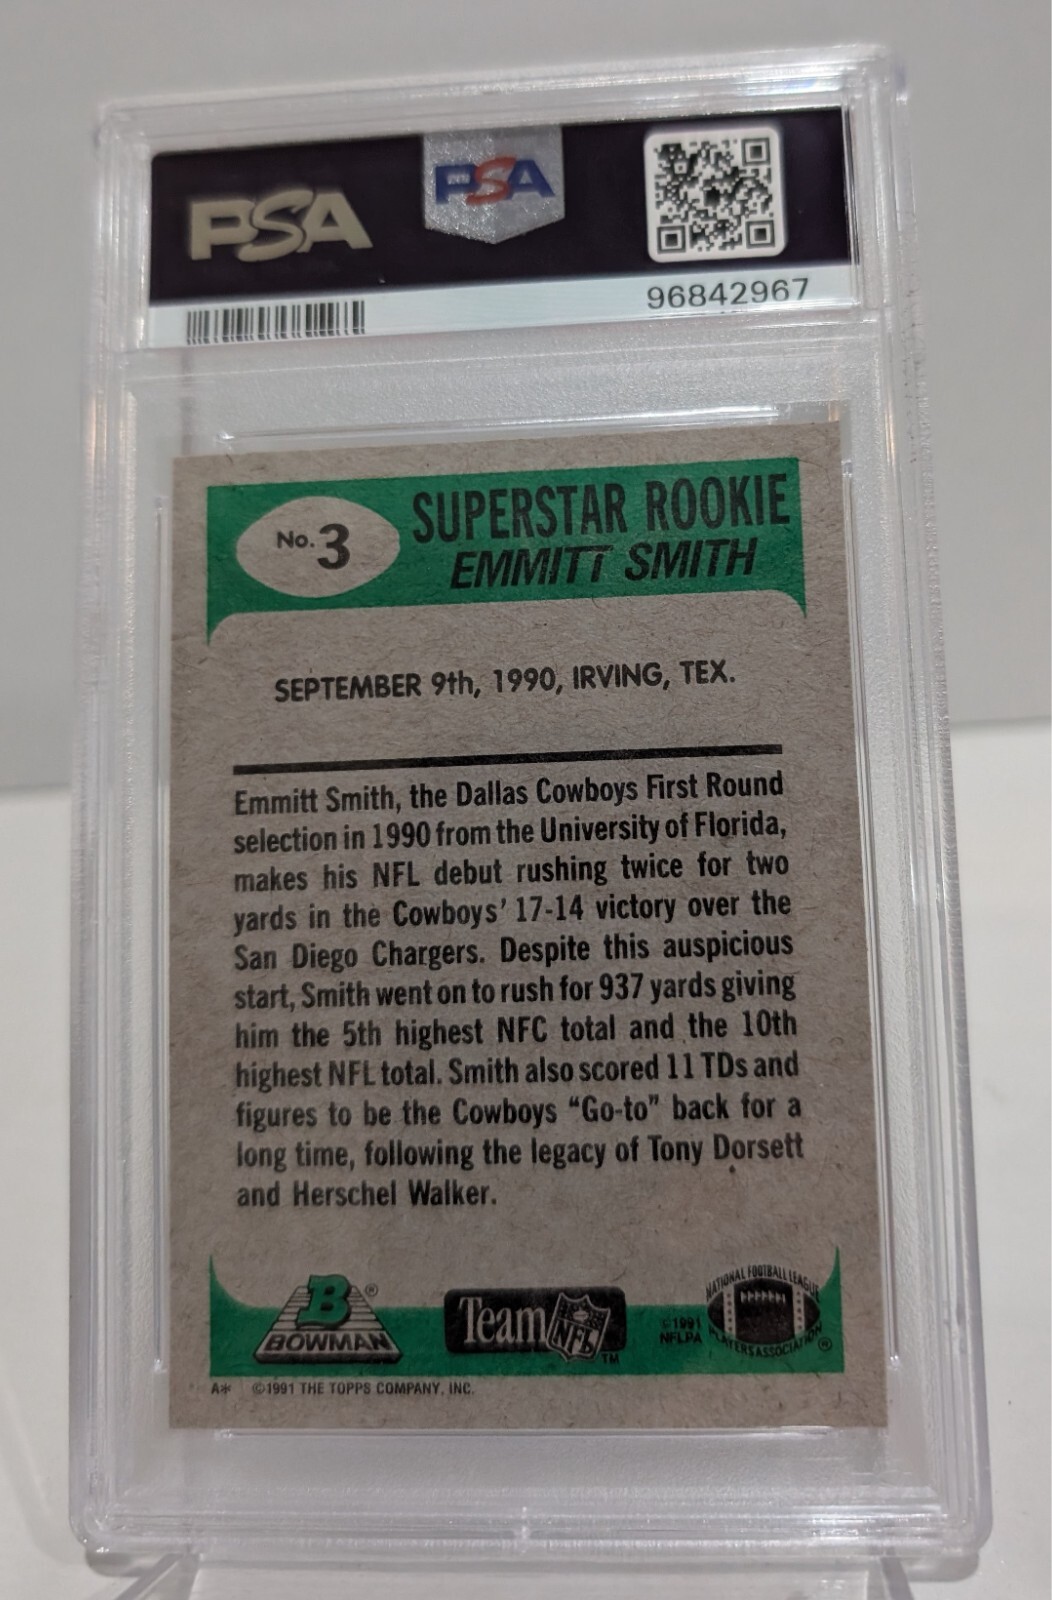 PSA
PSA
96842967
No. 3
SUPERSTAR ROOKIE
EMMITT SMITH
SEPTEMBER 9th, 1990, IRVING, TEX.
Emmitt Smith, the Dallas Cowboys First Round
selection in 1990 from the University of Florida,
makes his NFL debut rushing twice for two
yards in the Cowboys' 17-14 victory over the
San Diego Chargers. Despite this auspicious
start, Smith went on to rush for 937 yards giving
him the 5th highest NFC total and the 10th
highest NFL total. Smith also scored 11 TDs and
figures to be the Cowboys "Go-to" back for a
long time, following the legacy of Tony Dorsett
and Herschel Walker.
B®
BOWMAN
Team NFL™
©1991
NFLPA
NATIONAL FOOTBALL LEAGUE
PLAYERS ASSOCIATION®
A* ©1991 THE TOPPS COMPANY, INC.